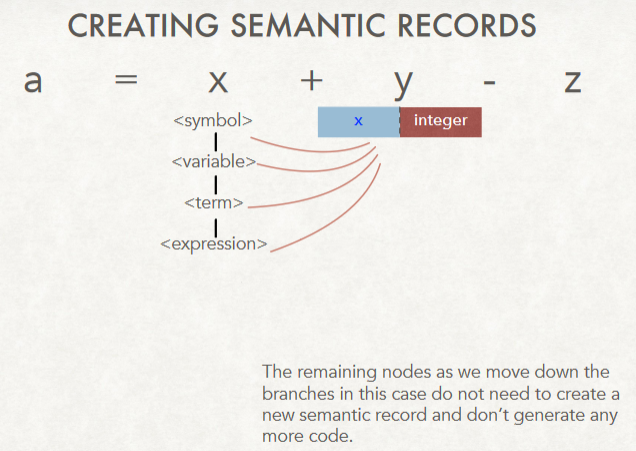 CREATING SEMANTIC RECORDS
a = x + y - z
<symbol> x integer
<variable>
<term>
<expression>
The remaining nodes as we move down the
branches in this case do not need to create a
new semantic record and don’t generate any
more code.